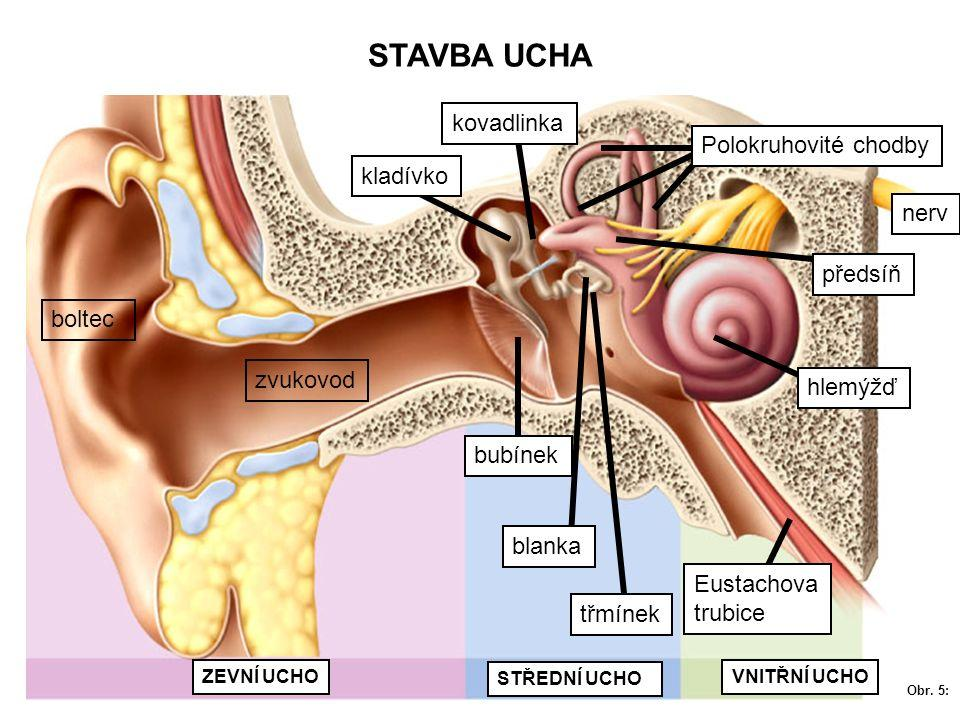 STAVBA UCHA
kovadlinka
Polokruhovité chodby
kladívko
nerv
předsíň
boltec
zvukovod
hlemýžď
bubínek
blanka
Eustachova
trubice
třmínek
ZEVNÍ UCHO
STŘEDNÍ UCHO
VNITŘNÍ UCHO
Obr. 5: